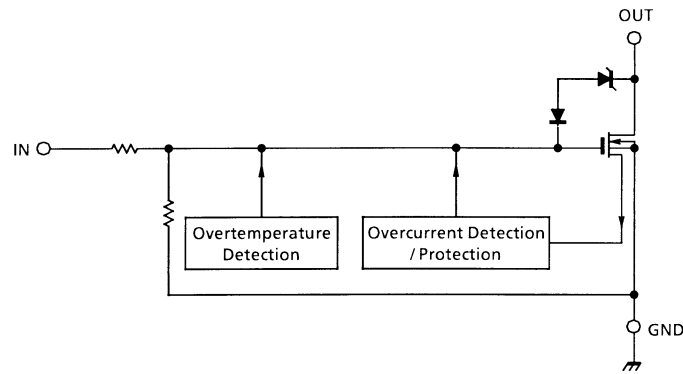 OUT
IN
Overtemperature
Detection
Overcurrent Detection
/ Protection
GND